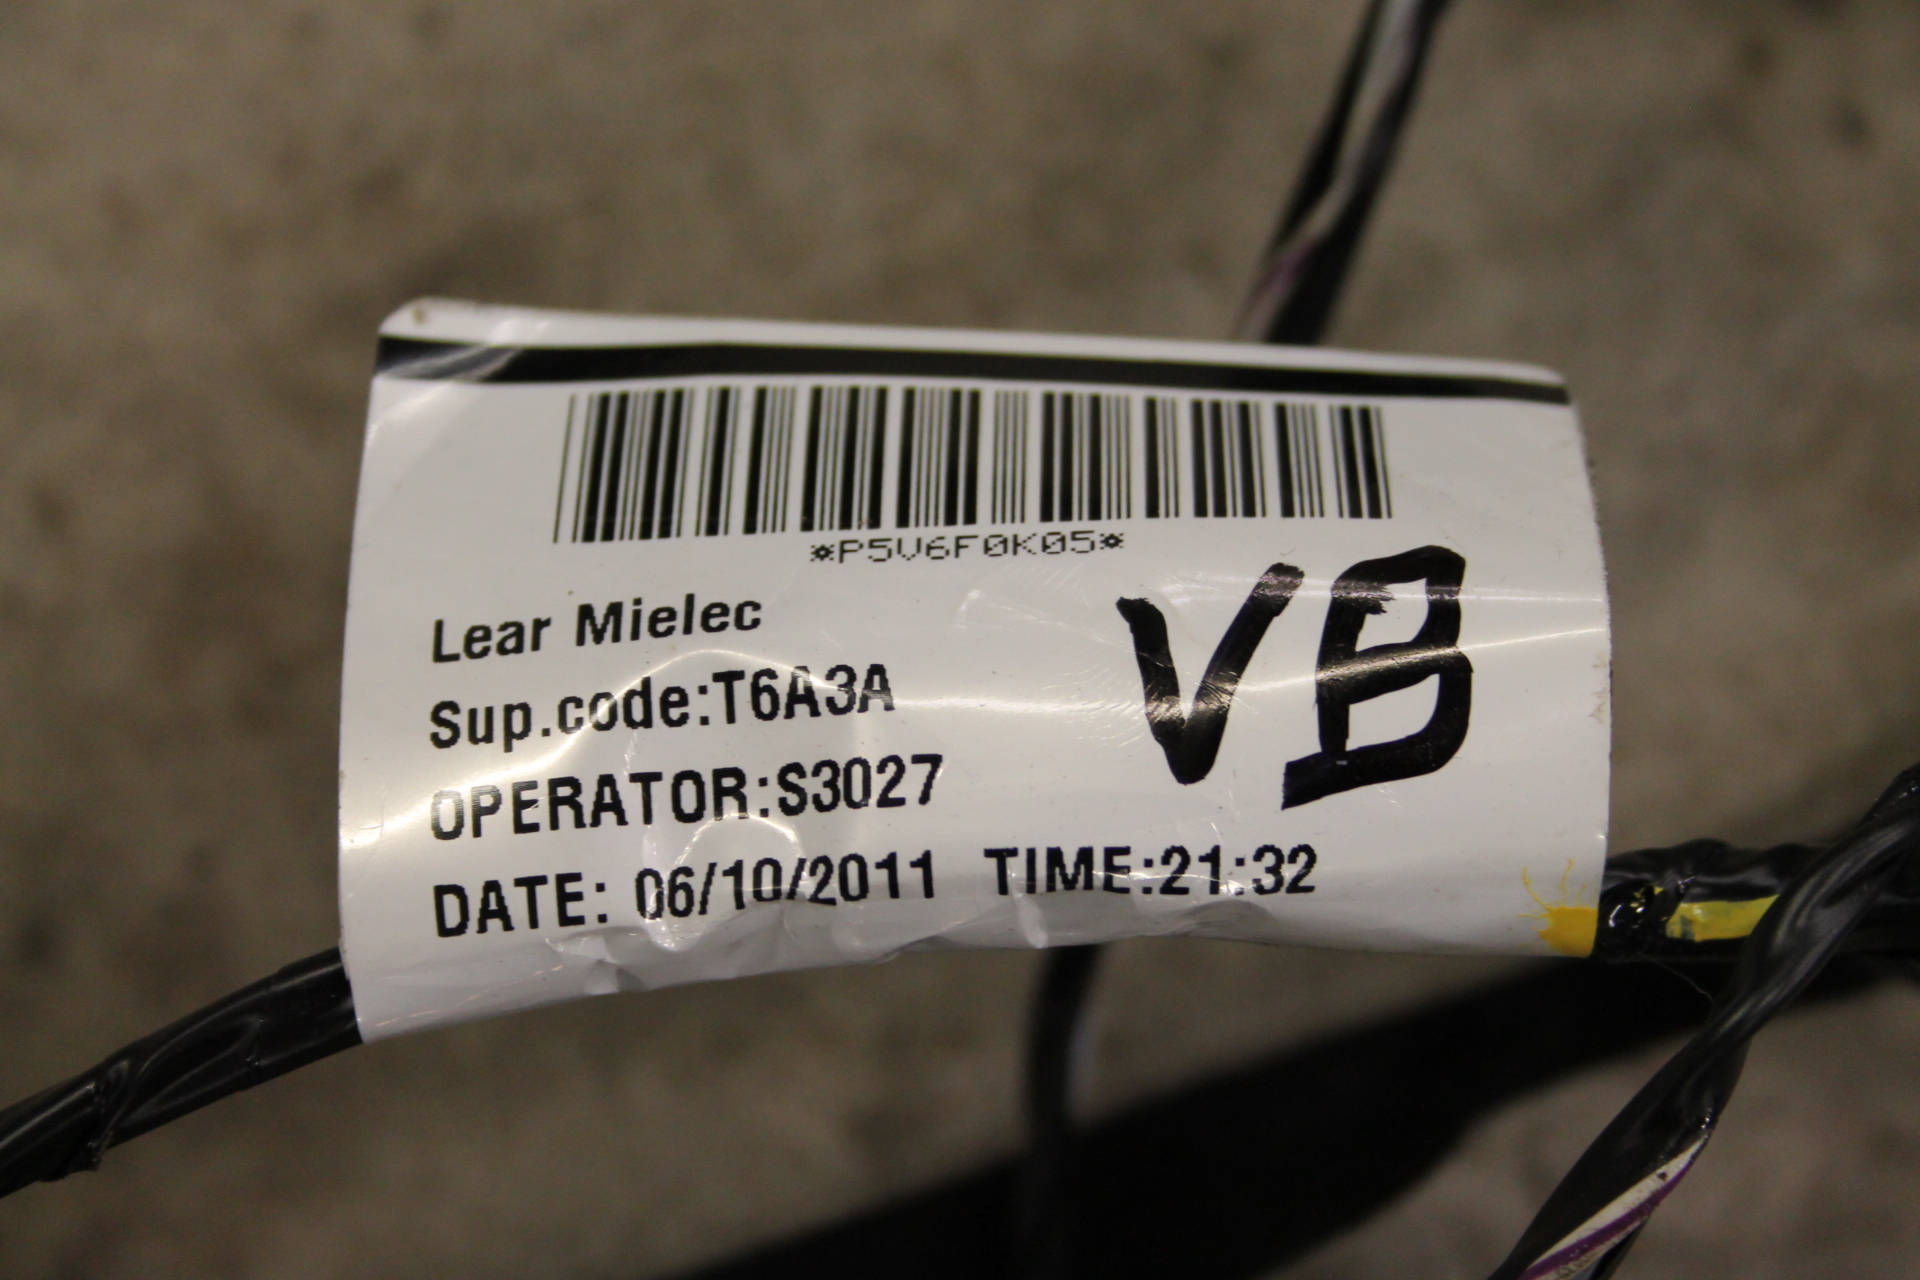 *P5V6F0K05*
Lear Mielec
VB
Sup.code:T6A3A
OPERATOR:S3027
DATE: 06/10/2011 TIME:21:32